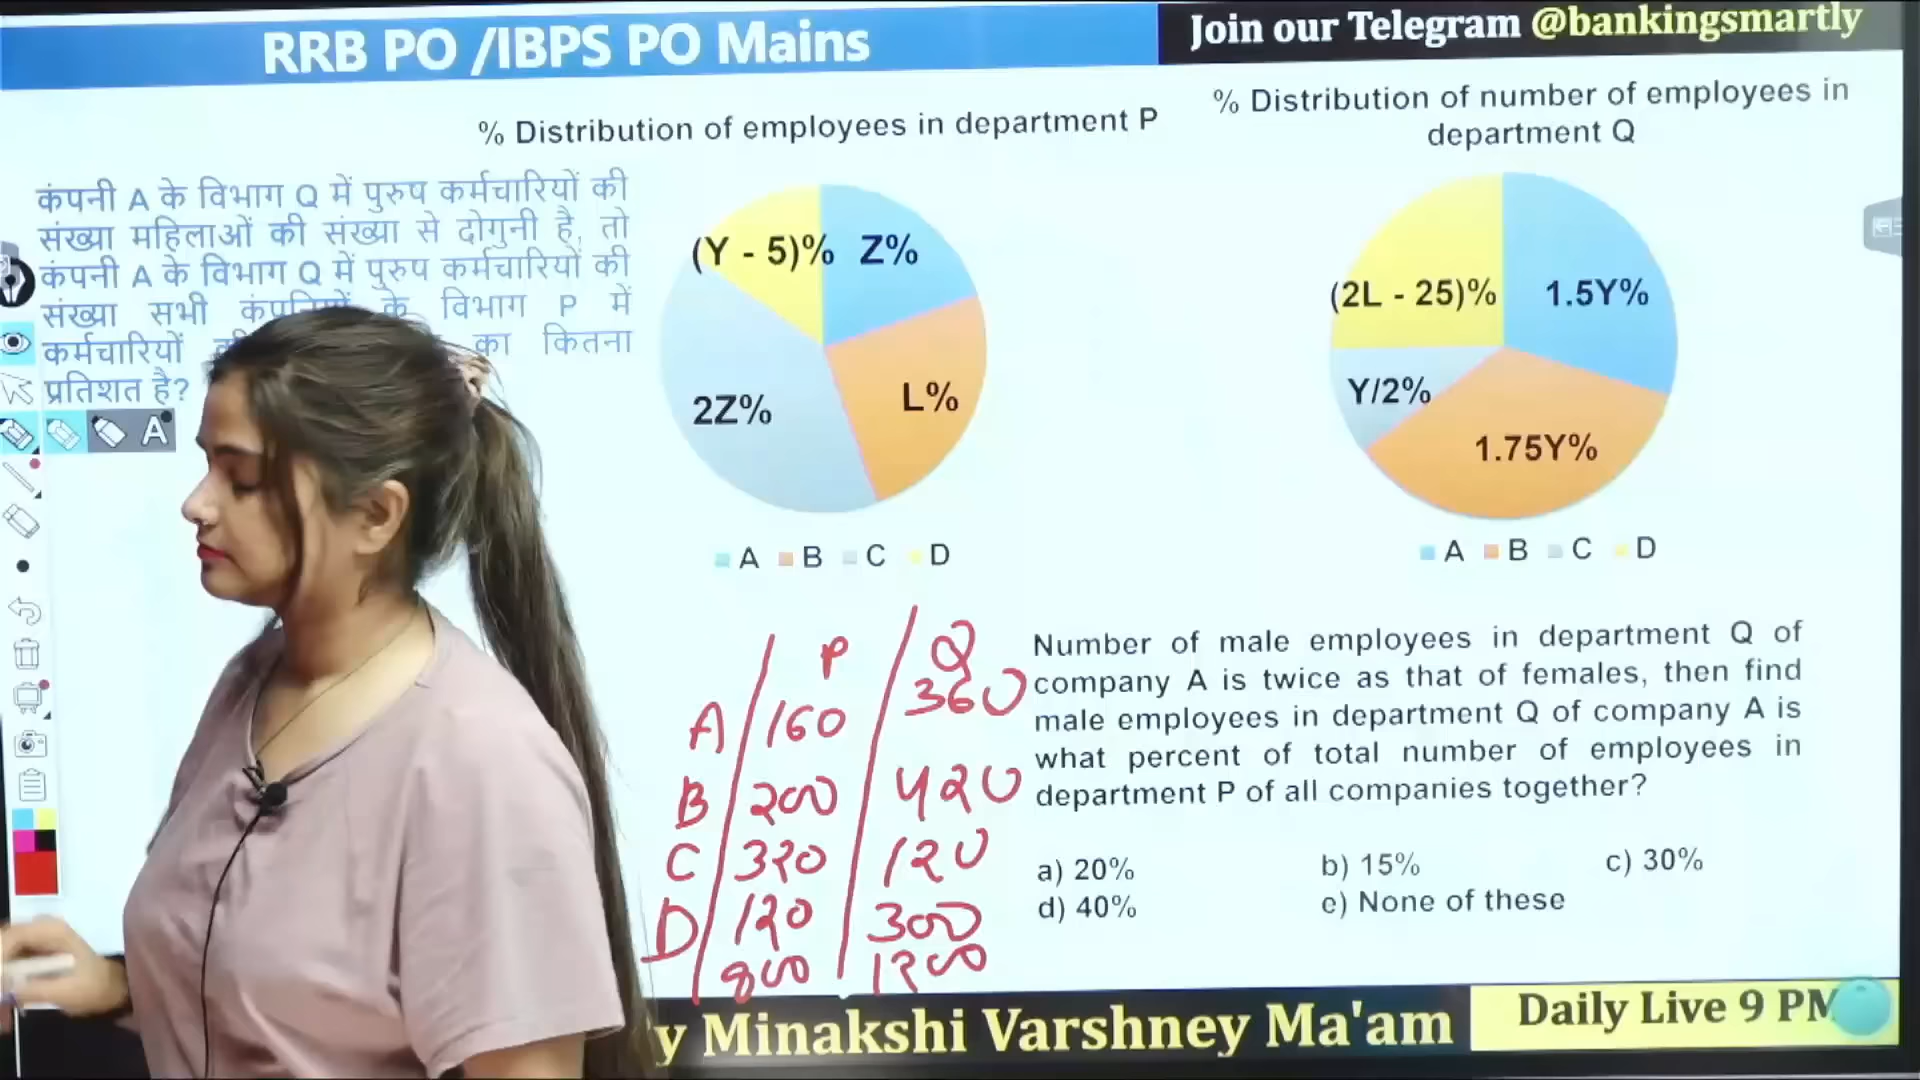 RRB PO /IBPS PO Mains
Join our Telegram @bankingsmartly
% Distribution of employees in department P
% Distribution of number of employees in
department Q
कंपनी A के विभाग Q में पुरुष कर्मचारियों की
संख्या महिलाओं की संख्या से दोगुनी है, तो
कंपनी A के विभाग Q में पुरुष कर्मचारियों की
संख्या सभी के विभाग P में
कर्मचारियों का कितना
प्रतिशत है?
A
(Y - 5)% Z%
2Z% L%
A B C D
(2L - 25)% 1.5Y%
Y/2%
1.75Y%
A B C D
P Q
A 160 360
B 200 420
C 320 120
D 120 300
800 1200
Number of male employees in department Q of
company A is twice as that of females, then find
male employees in department Q of company A is
what percent of total number of employees in
department P of all companies together?
a) 20% b) 15% c) 30%
d) 40% e) None of these
y Minakshi Varshney Ma'am
Daily Live 9 PM